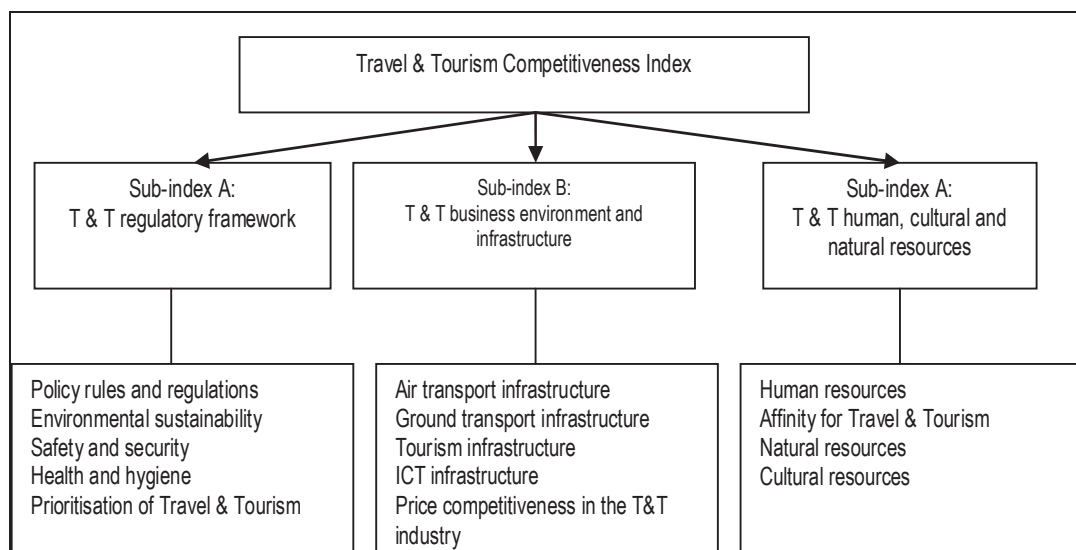 Travel & Tourism Competitiveness Index
Sub-index A:
T & T regulatory framework
Sub-index B:
T & T business environment and
infrastructure
Sub-index A:
T & T human, cultural and
natural resources
Policy rules and regulations
Environmental sustainability
Safety and security
Health and hygiene
Prioritisation of Travel & Tourism
Air transport infrastructure
Ground transport infrastructure
Tourism infrastructure
ICT infrastructure
Price competitiveness in the T&T
industry
Human resources
Affinity for Travel & Tourism
Natural resources
Cultural resources